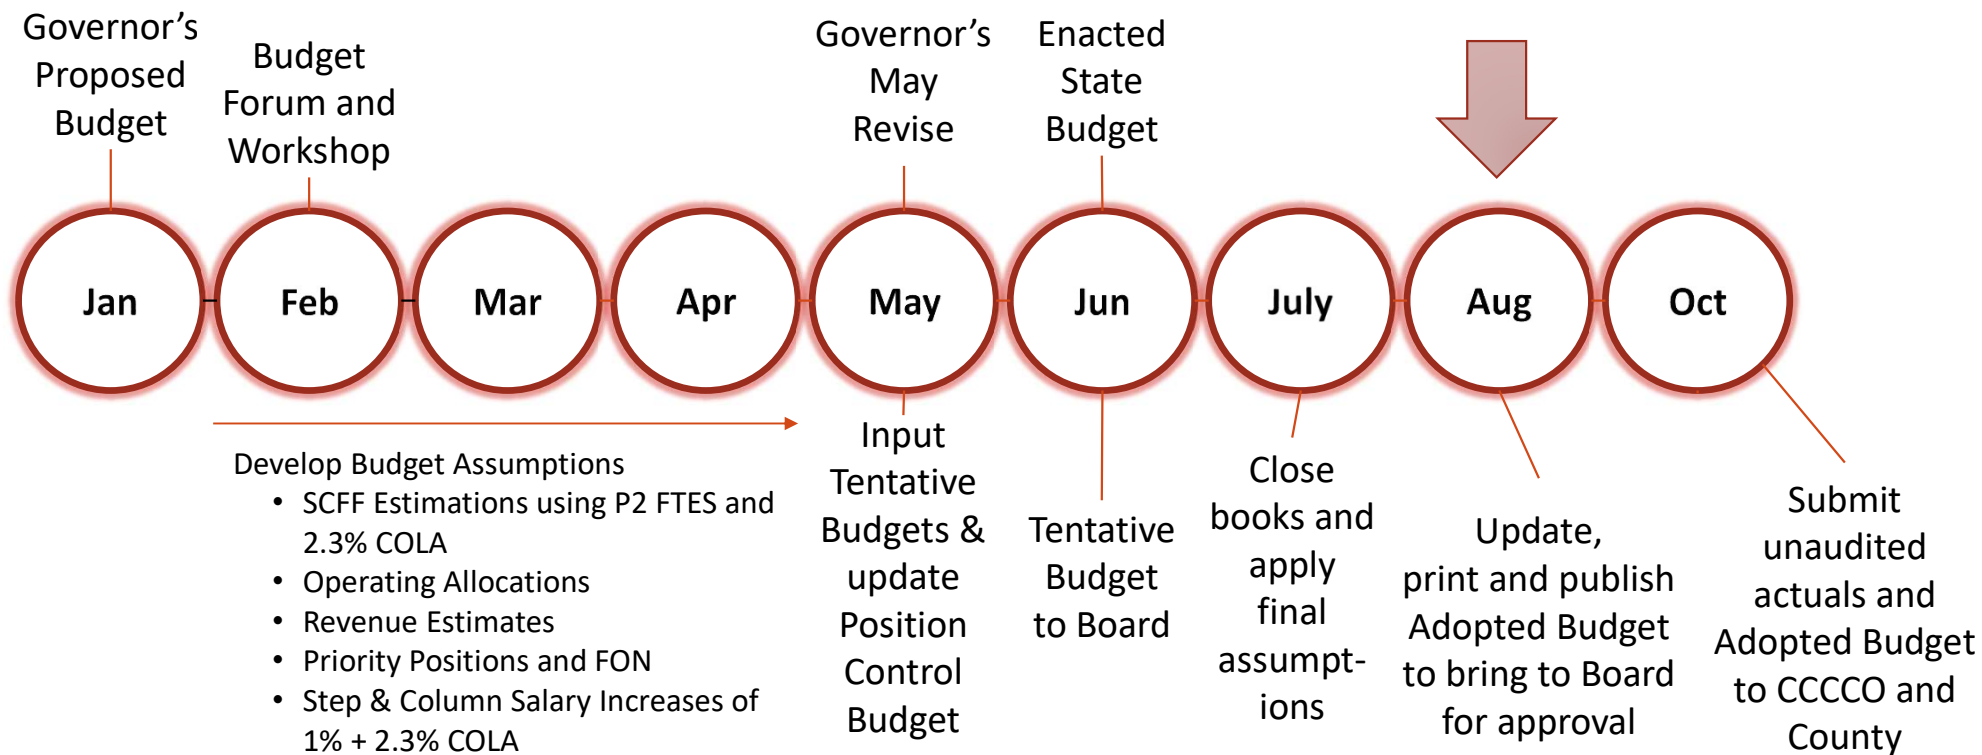 Governor’s
Proposed
Budget
Budget
Forum and
Workshop
Governor’s
May
Revise
Enacted
State
Budget
Jan
Feb
Mar
Apr
May
Jun
July
Aug
Oct
Develop Budget Assumptions
• SCFF Estimations using P2 FTES and
2.3% COLA
• Operating Allocations
• Revenue Estimates
• Priority Positions and FON
• Step & Column Salary Increases of
1% + 2.3% COLA
Input
Tentative
Budgets &
update
Position
Control
Budget
Tentative
Budget
to Board
Close
books and
apply
final
assumpt-
ions
Update,
print and publish
Adopted Budget
to bring to Board
for approval
Submit
unaudited
actuals and
Adopted Budget
to CCCCO and
County